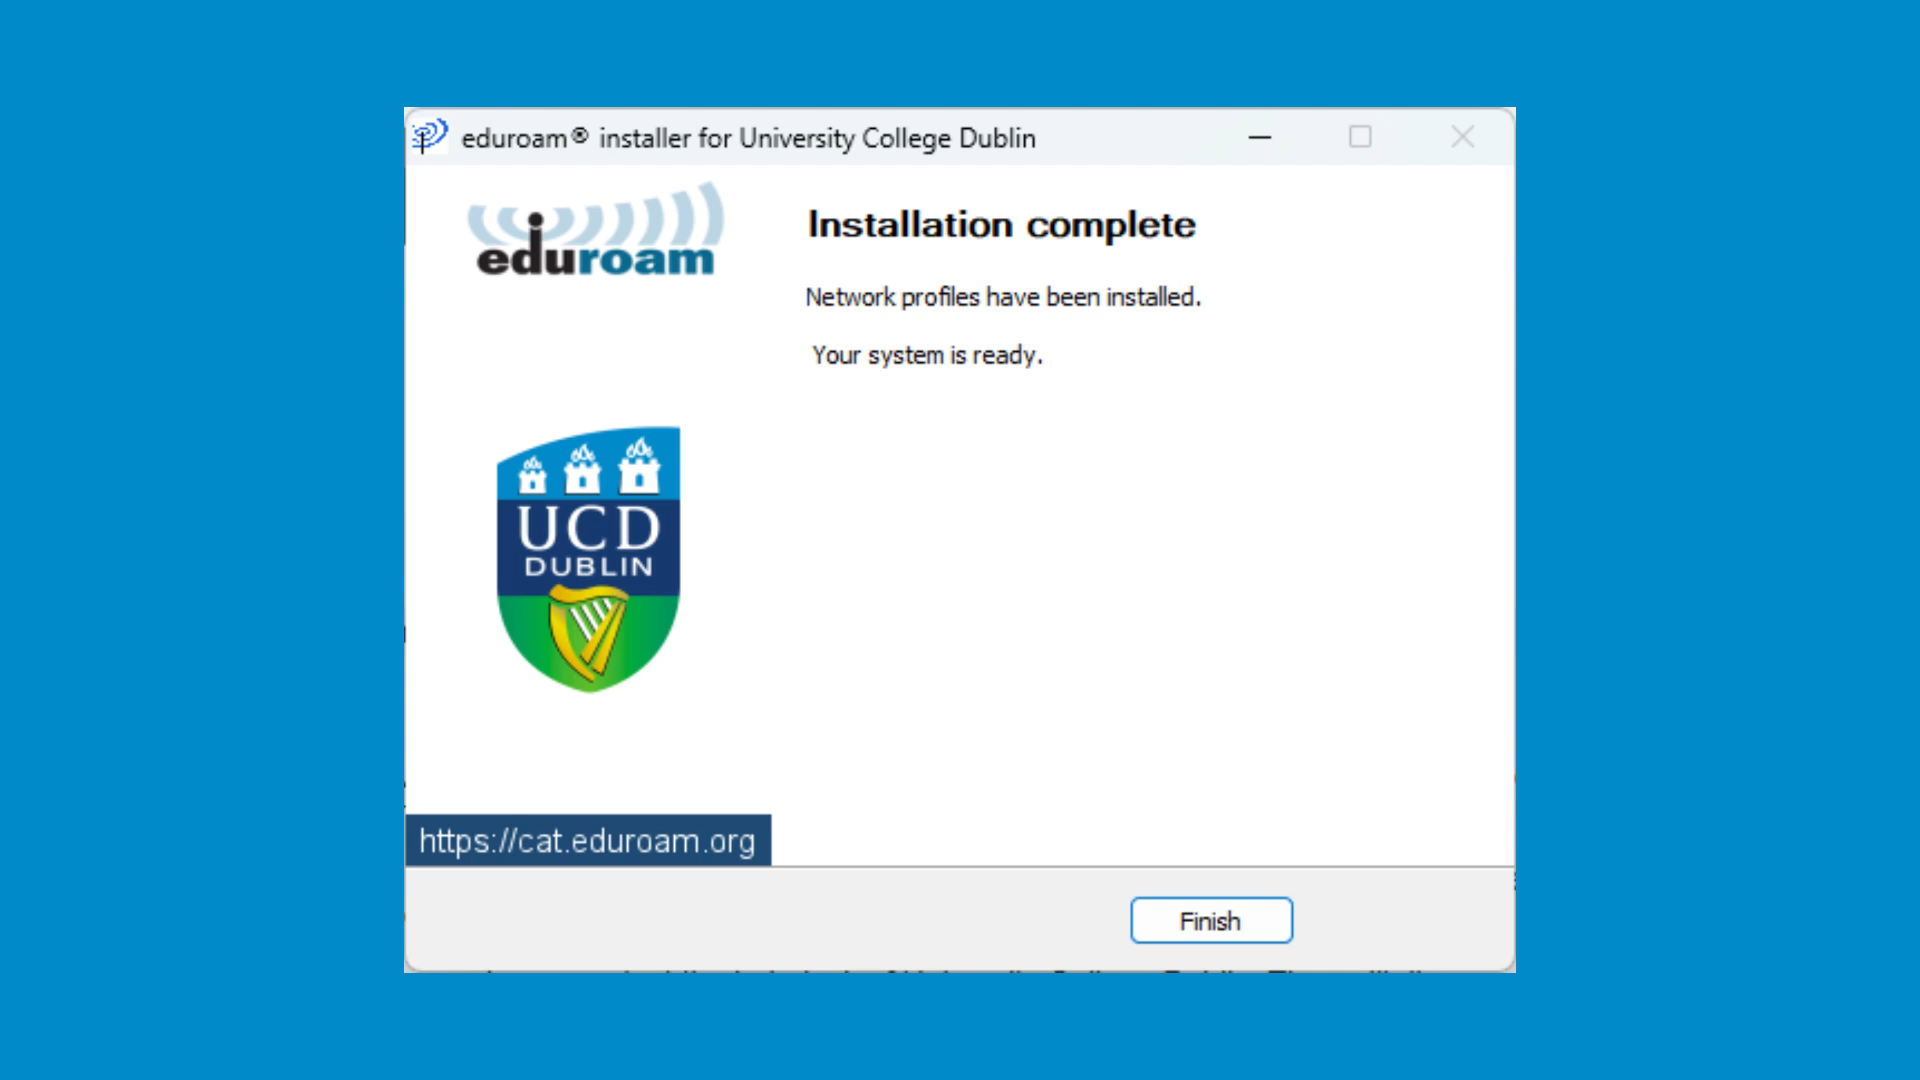 eduroam® installer for University College Dublin
eduroam
Installation complete
Network profiles have been installed.
Your system is ready.
UCD
DUBLIN
https://cat.eduroam.org
Finish